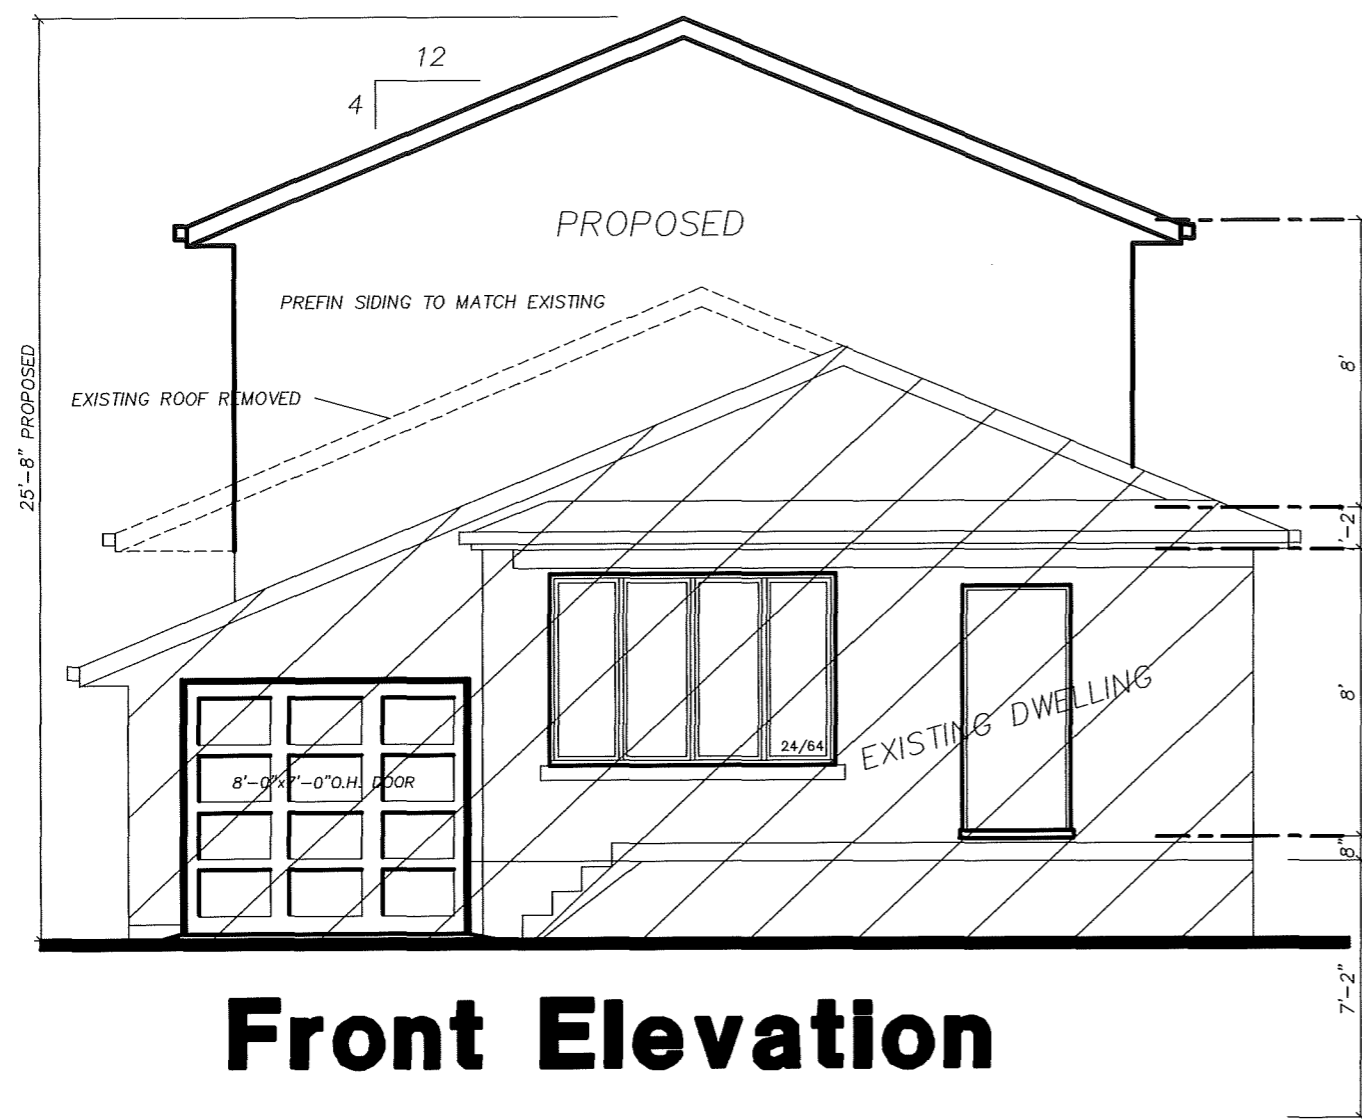 12
4
PROPOSED
PREFIN SIDING TO MATCH EXISTING
EXISTING ROOF REMOVED
25'-8" PROPOSED
8'
'-2
24/64
EXISTING DWELLING
8'
8'-0"x7'-0"O.H. DOOR
8"
7'-2"
Front Elevation